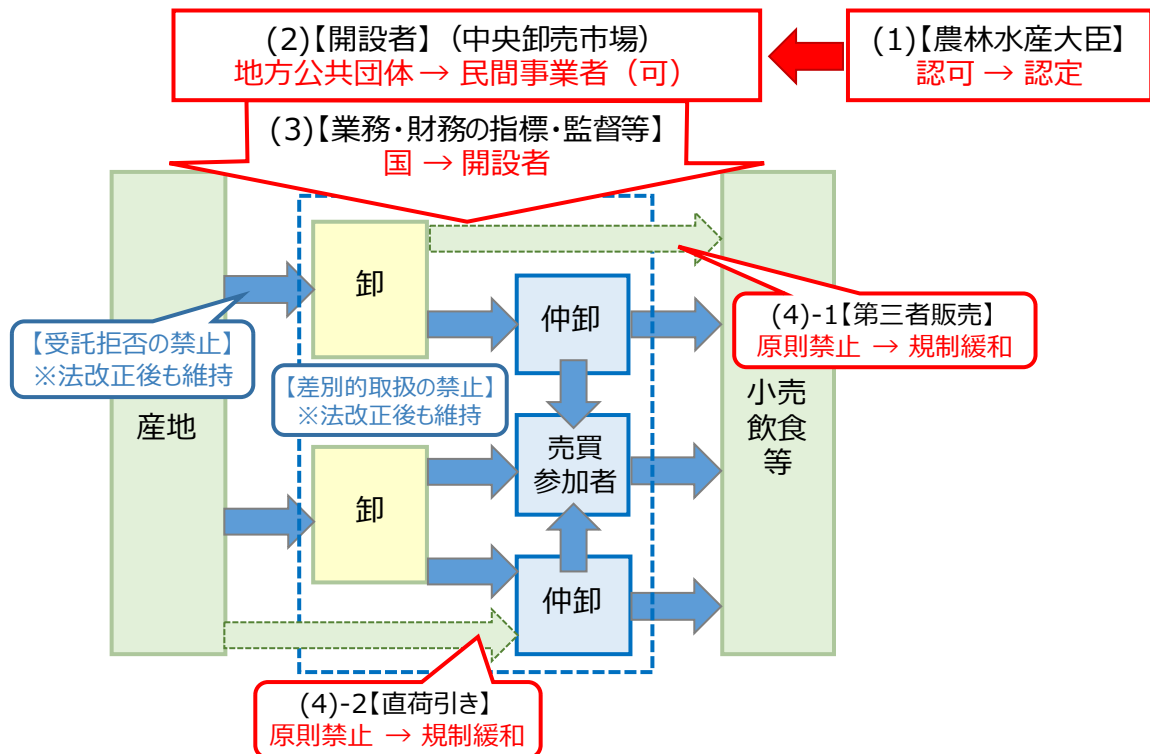 (2)【開設者】（中央卸売市場）
地方公共団体 → 民間事業者（可）
(1)【農林水産大臣】
認可 → 認定
(3)【業務・財務の指標・監督等】
国 → 開設者
卸
仲卸
(4)-1【第三者販売】
原則禁止 → 規制緩和
【受託拒否の禁止】
※法改正後も維持
【差別的取扱の禁止】
※法改正後も維持
産地
売買
参加者
小売
飲食
等
卸
仲卸
(4)-2【直荷引き】
原則禁止 → 規制緩和